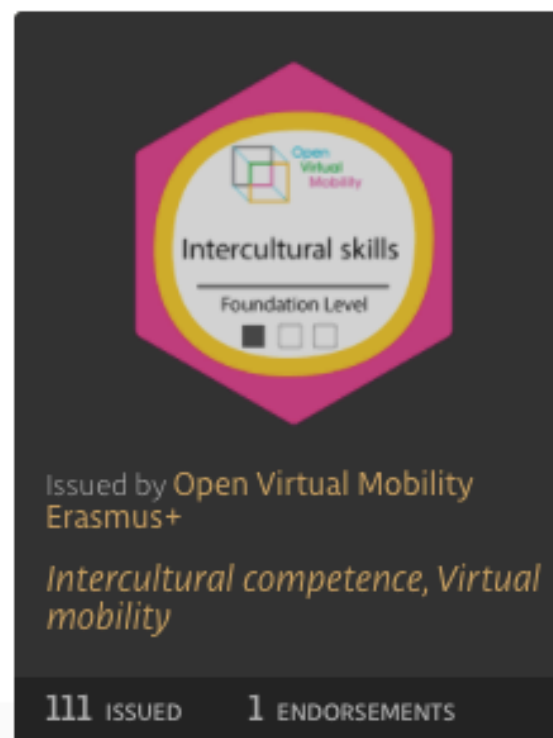 Open
Virtual
Mobility
Intercultural skills
Foundation Level
Issued by Open Virtual Mobility
Erasmus+
Intercultural competence, Virtual
mobility
111 ISSUED 1 ENDORSEMENTS